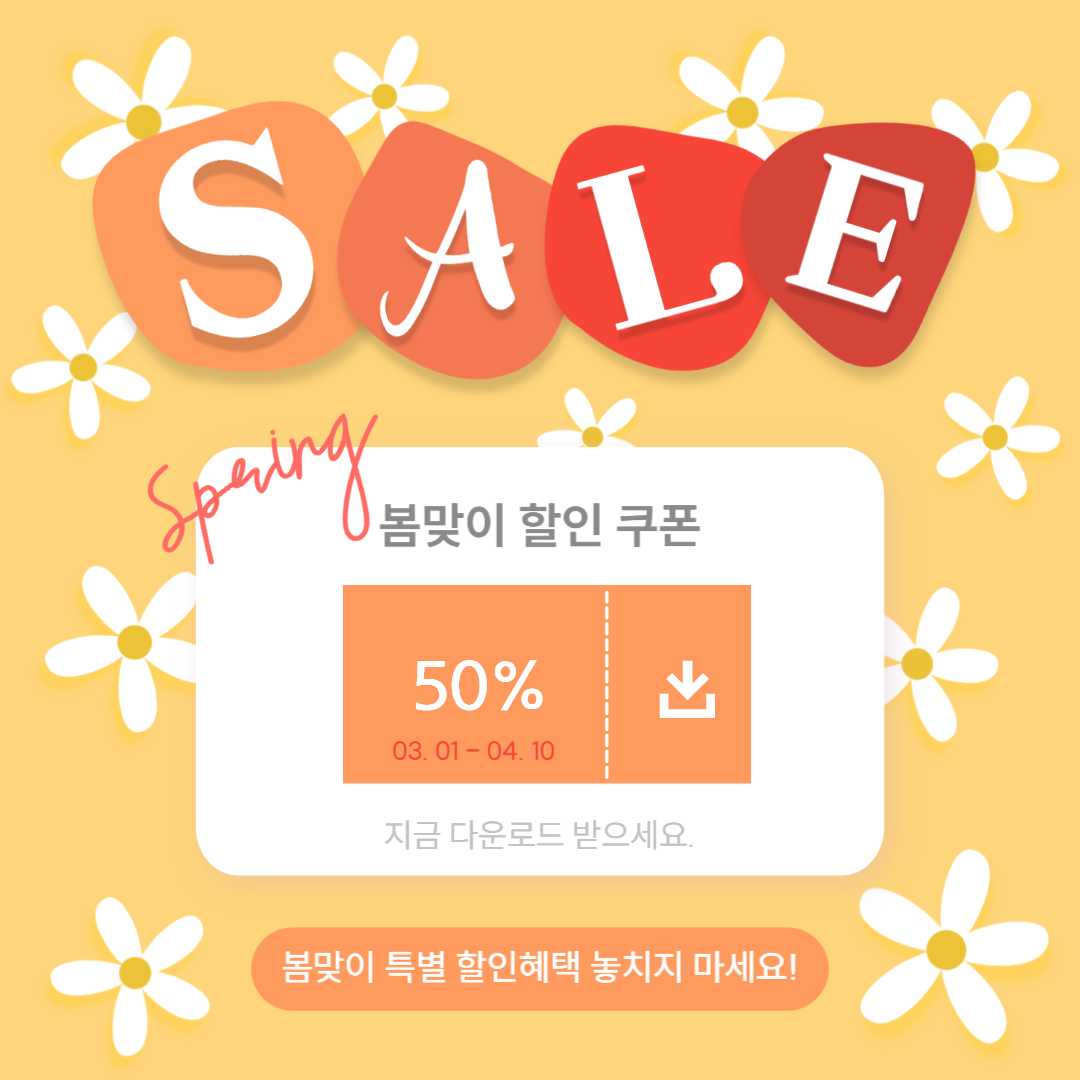 SALE
Spring
봄맞이 할인 쿠폰
50%
03. 01 - 04. 10
지금 다운로드 받으세요.
봄맞이 특별 할인혜택 놓치지 마세요!